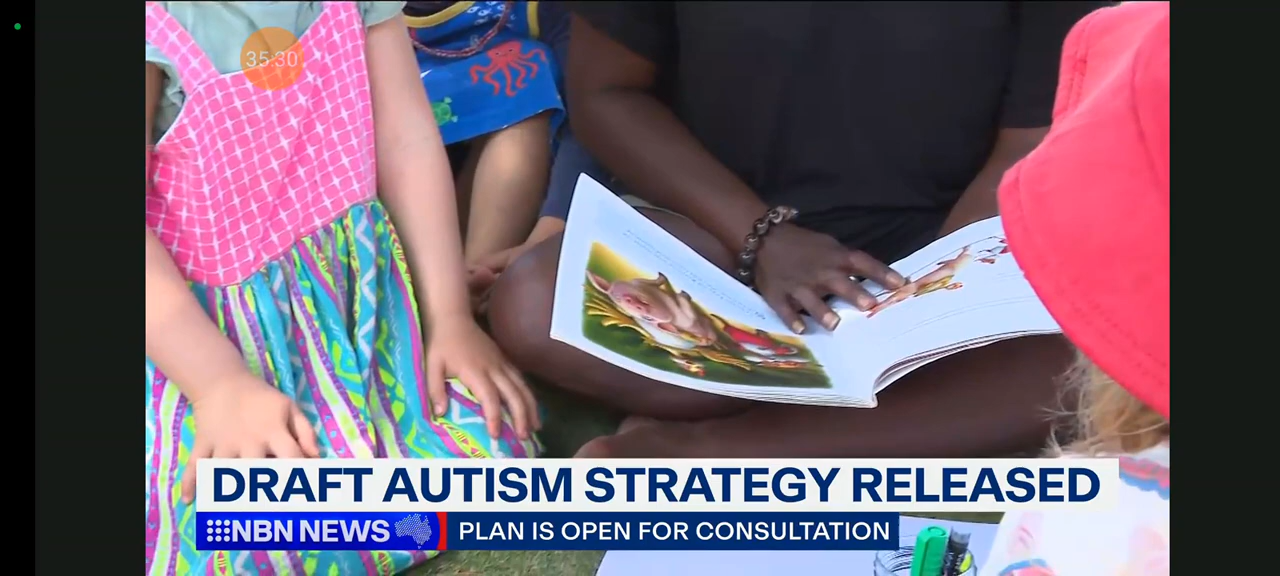 35:30
DRAFT AUTISM STRATEGY RELEASED
NBN NEWS
PLAN IS OPEN FOR CONSULTATION